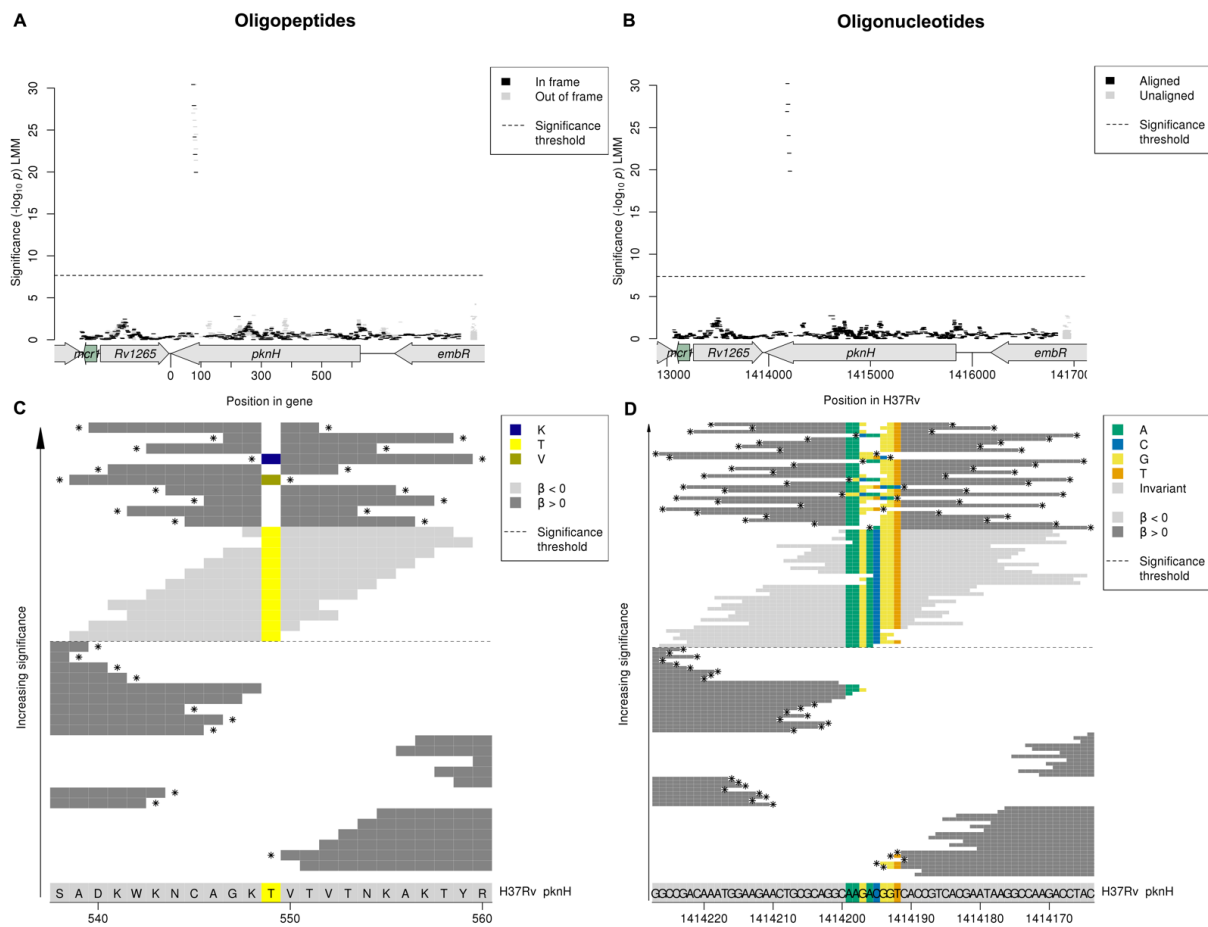 A
Oligopeptides
B
Oligonucleotides
Significance (-log10 p) LMM
30
25
20
15
10
5
0
In frame
Out of frame
Significance
threshold
Rv1265
pknH
embR
0
100
300
500
Position in gene
Significance (-log10 p) LMM
30
25
20
15
10
5
0
Aligned
Unaligned
Significance
threshold
Rv1265
pknH
embR
13000
1414000
1415000
1416000
141700
Position in H37Rv
C
Increasing significance
K
T
V
β < 0
β > 0
Significance
threshold
S A D K W K N C A G K T V T V T N K A K T Y R
H37Rv pknH
540
550
560
D
Increasing significance
A
C
G
T
Invariant
β < 0
β > 0
Significance
threshold
GGCCGACAAATGGAAGAACTGCGCAGGCAAGACGGTCACCGTCACGAATAAGGCCAAGACCTAC
H37Rv pknH
1414220
1414210
1414200
1414190
1414180
1414170